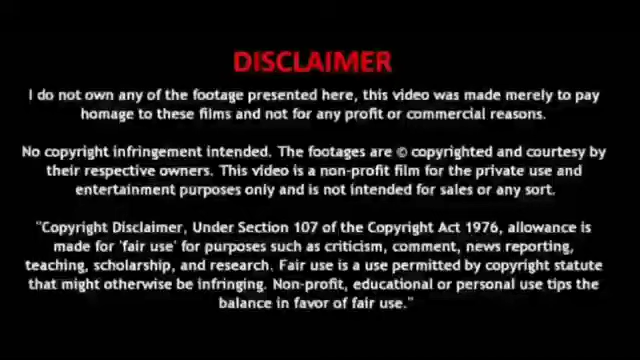 DISCLAIMER
I do not own any of the footage presented here, this video was made merely to pay
homage to these films and not for any profit or commercial reasons.
No copyright infringement intended. The footages are © copyrighted and courtesy by
their respective owners. This video is a non-profit film for the private use and
entertainment purposes only and is not intended for sales or any sort.
"Copyright Disclaimer, Under Section 107 of the Copyright Act 1976, allowance is
made for 'fair use' for purposes such as criticism, comment, news reporting,
teaching, scholarship, and research. Fair use is a use permitted by copyright statute
that might otherwise be infringing. Non-profit, educational or personal use tips the
balance in favor of fair use."